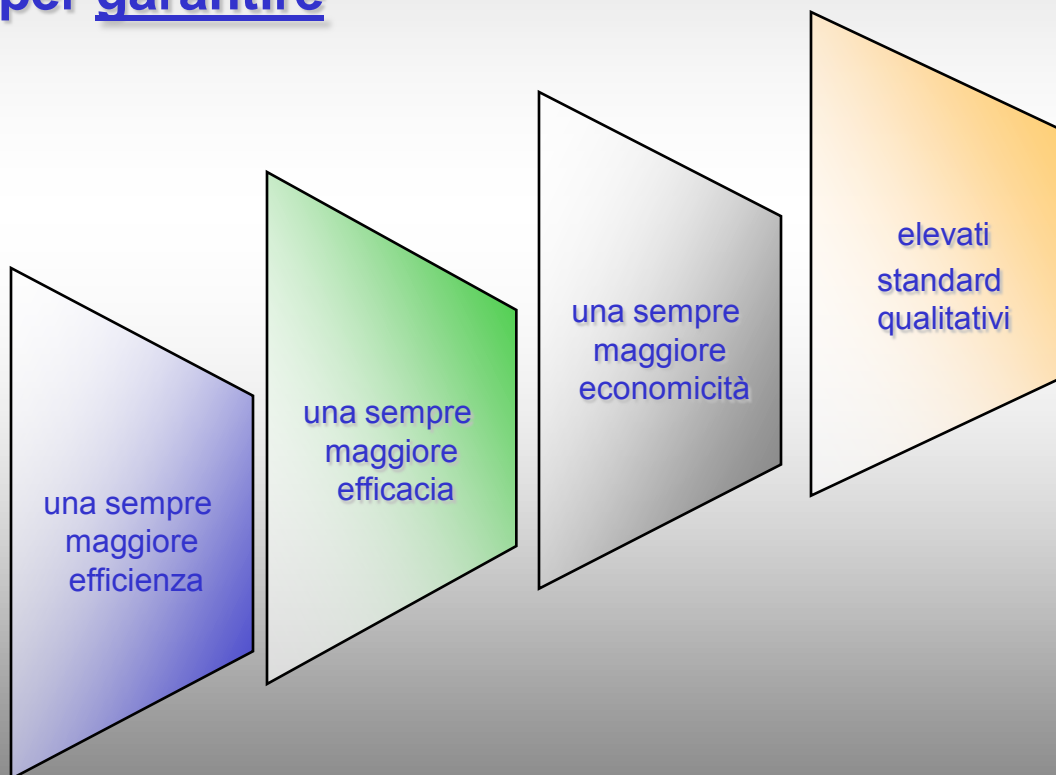 per garantire
una sempre
maggiore
efficienza
una sempre
maggiore
efficacia
una sempre
maggiore
economicità
elevati
standard
qualitativi